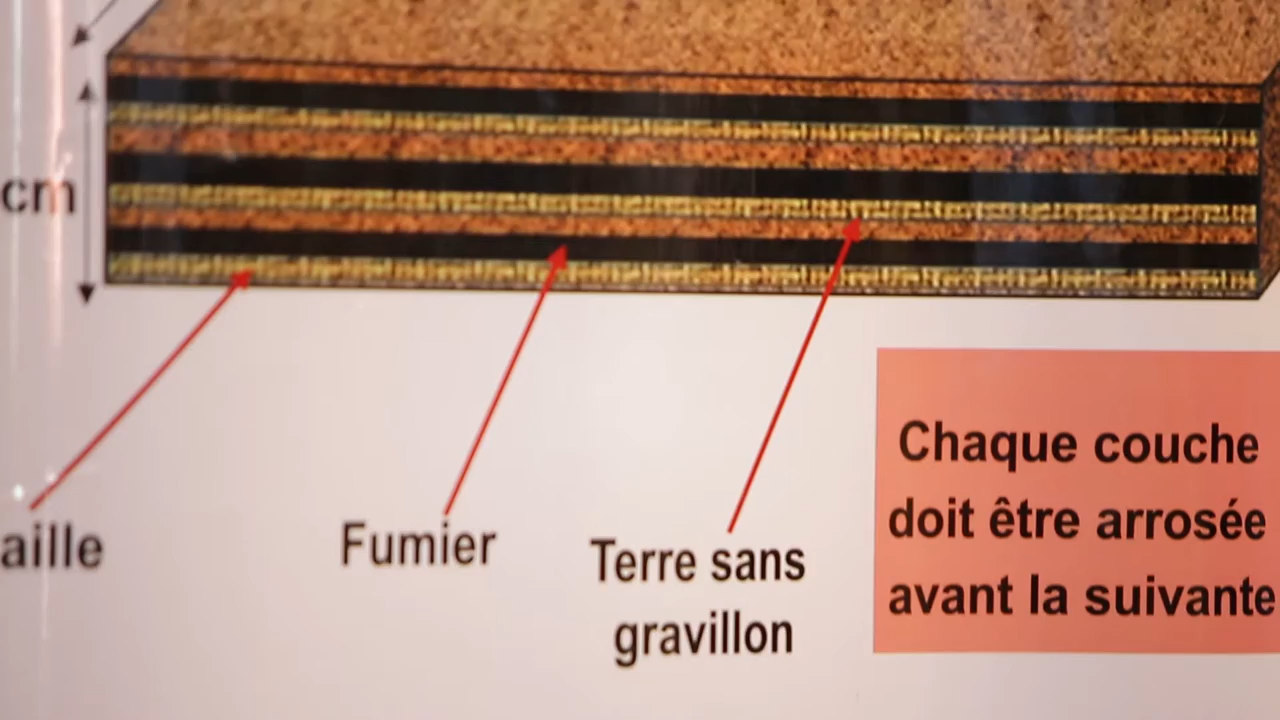 cm
aille
Fumier
Terre sans
gravillon
Chaque couche
doit être arrosée
avant la suivante